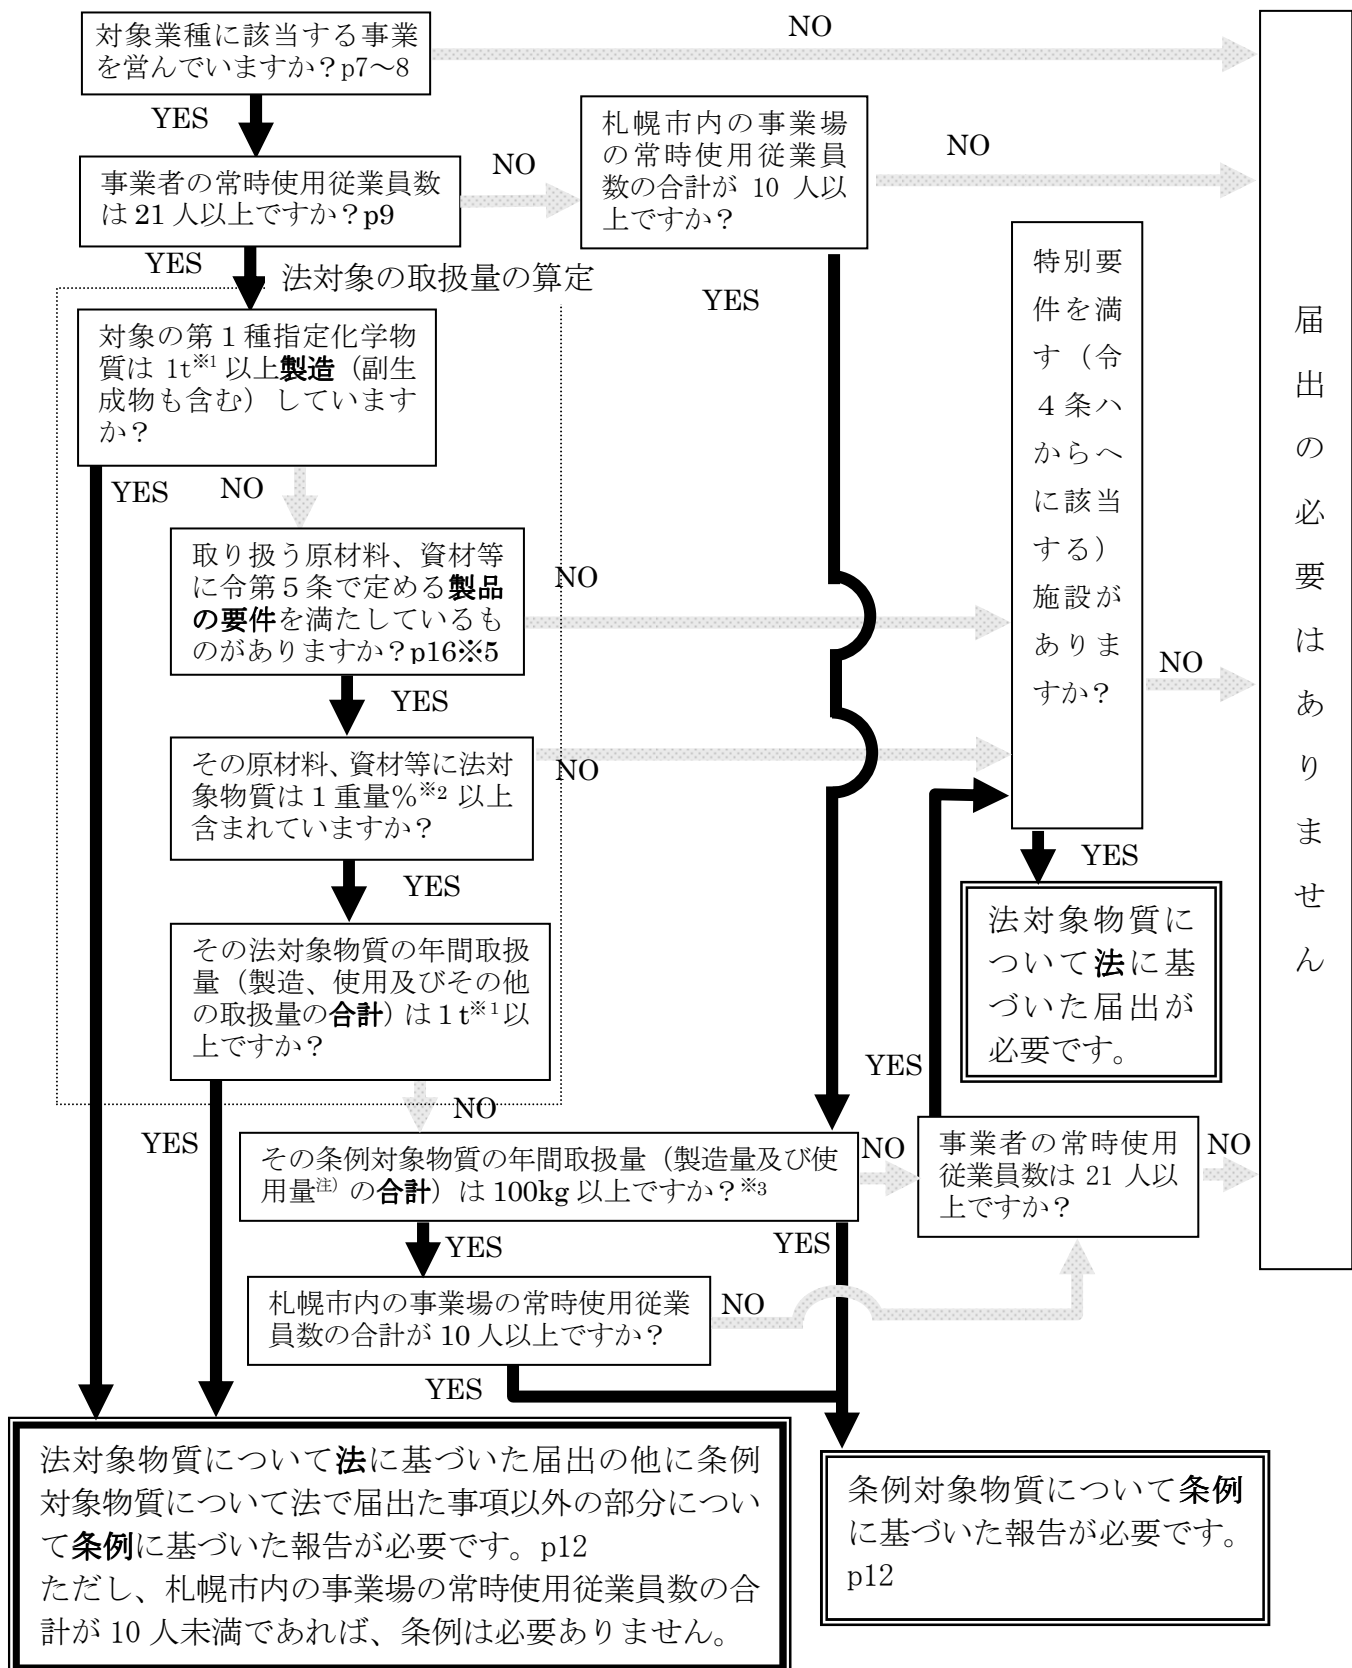 対象業種に該当する事業
を営んでいますか？p7～8
NO
YES
事業者の常時使用従業員数
は 21 人以上ですか？p9
NO
札幌市内の事業場
の常時使用従業員
数の合計が 10 人以
上ですか？
NO
YES
法対象の取扱量の算定
YES
対象の第１種指定化学物
質は 1t※1 以上製造（副生
成物も含む）しています
か？
YES
NO
取り扱う原材料、資材等
に令第５条で定める製品
の要件を満たしているも
のがありますか？p16※5
NO
YES
その原材料、資材等に法対
象物質は１重量％※2 以上
含まれていますか？
NO
YES
その法対象物質の年間取扱
量（製造、使用及びその他
の取扱量の合計）は１t※1以
上ですか？
YES
NO
特別要
件を満た
す（令
４条ハ
からヘ
に該当
する）
施設が
ありま
すか？
NO
YES
法対象物質に
ついて法に基
づいた届出が
必要です。
届出の必要はありません
その条例対象物質の年間取扱量（製造量及び使
用量注）の合計）は 100kg 以上ですか？※3
NO
YES
事業者の常時使用
従業員数は 21 人以
上ですか？
NO
YES
YES
札幌市内の事業場の常時使用従業
員数の合計が 10 人以上ですか？
NO
YES
法対象物質について法に基づいた届出の他に条例
対象物質について法で届出た事項以外の部分につい
て条例に基づいた報告が必要です。p12
ただし、札幌市内の事業場の常時使用従業員数の合
計が 10 人未満であれば、条例は必要ありません。
条例対象物質について条例
に基づいた報告が必要です。
p12